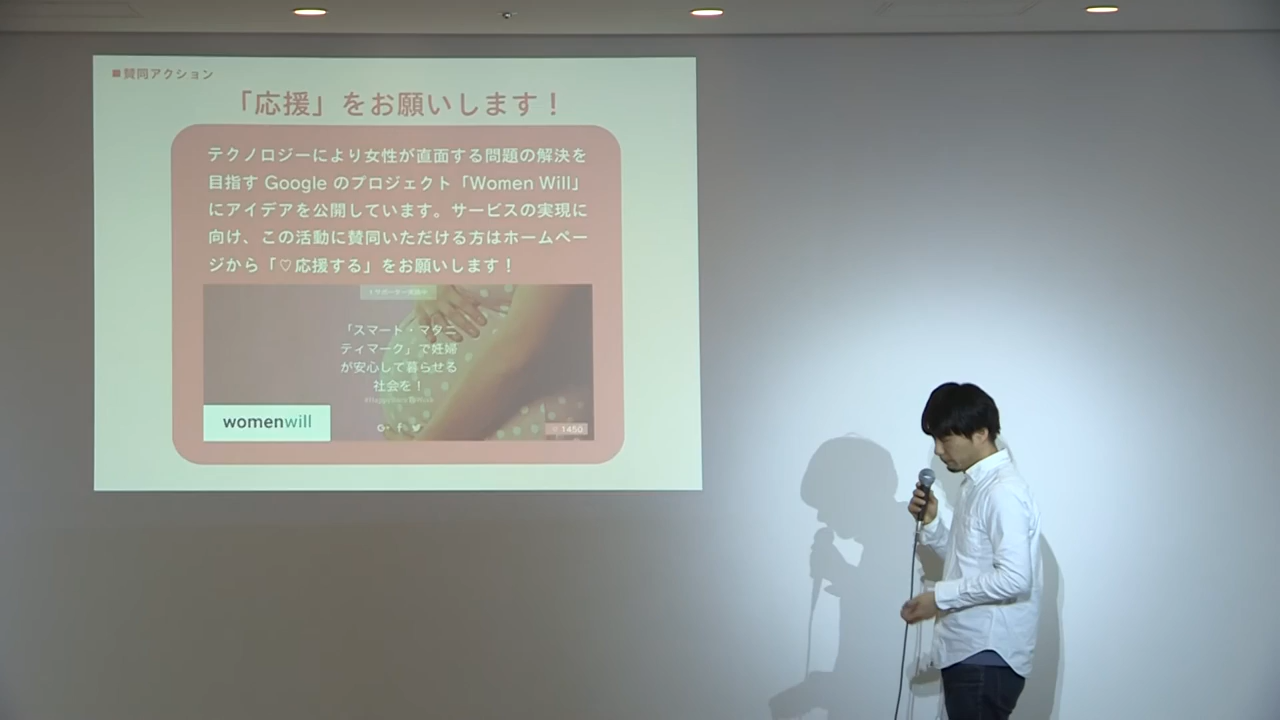 ■賛同アクション
「応援」をお願いします！
テクノロジーにより女性が直面する問題の解決を
目指す Google のプロジェクト「Women Will」
にアイデアを公開しています。サービスの実現に
向け、この活動に賛同いただける方はホームペー
ジから「♡応援する」をお願いします！
「スマート・マタニ
ティマーク」で妊婦
が安心して暮らせる
社会を！
womenwill
G+ f
♡ 1450